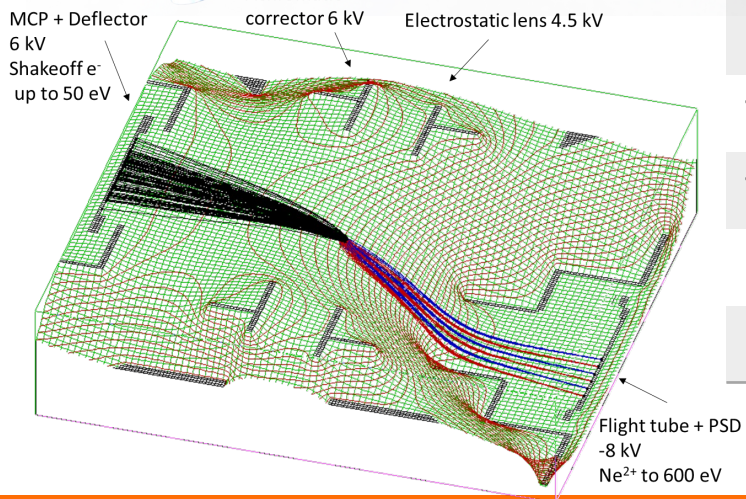 MCP + Deflector
6 kV
Shakeoff e-
up to 50 eV
corrector 6 kV
Electrostatic lens 4.5 kV
Flight tube + PSD
-8 kV
Ne2+ to 600 eV